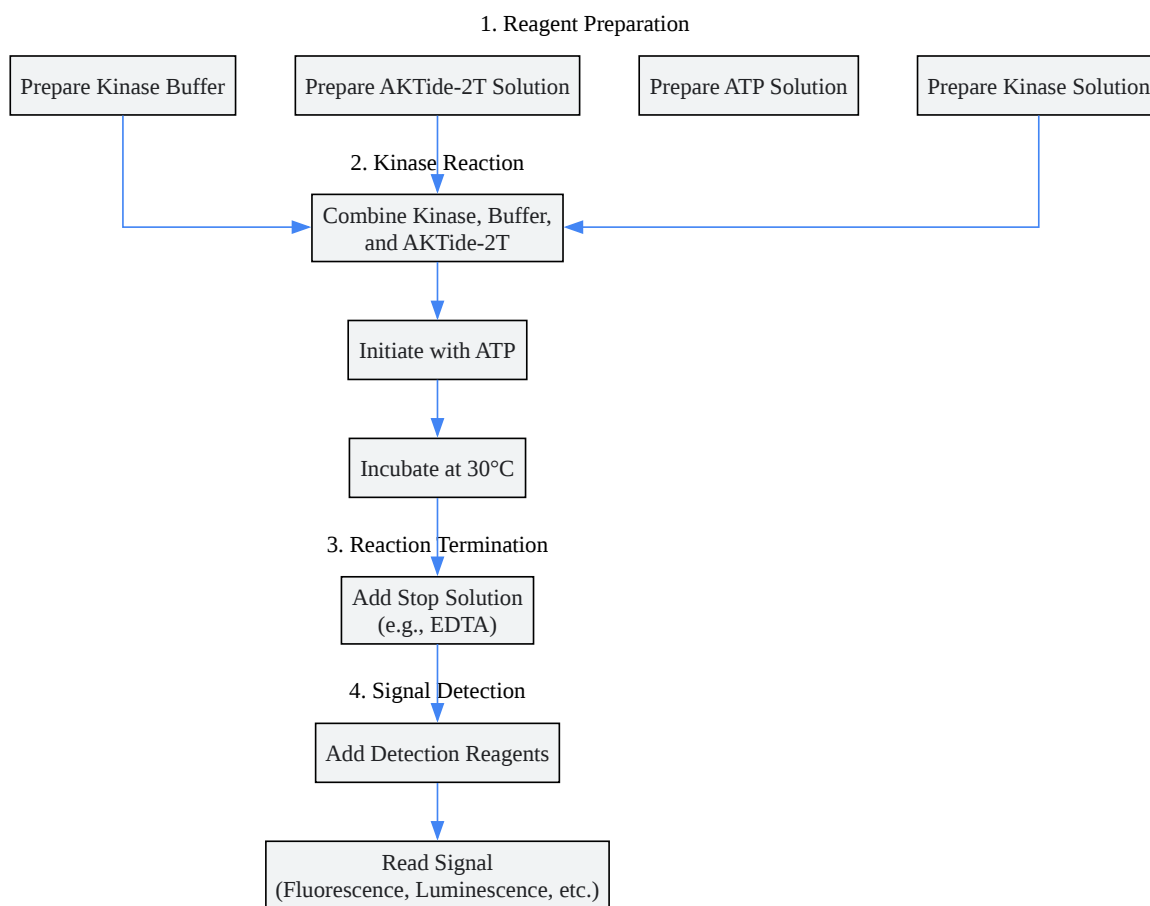 1. Reagent Preparation
Prepare Kinase Buffer
Prepare AKTide-2T Solution
Prepare ATP Solution
Prepare Kinase Solution
2. Kinase Reaction
Combine Kinase, Buffer,
and AKTide-2T
Initiate with ATP
Incubate at 30°C
3. Reaction Termination
Add Stop Solution
(e.g., EDTA)
4. Signal Detection
Add Detection Reagents
Read Signal
(Fluorescence, Luminescence, etc.)